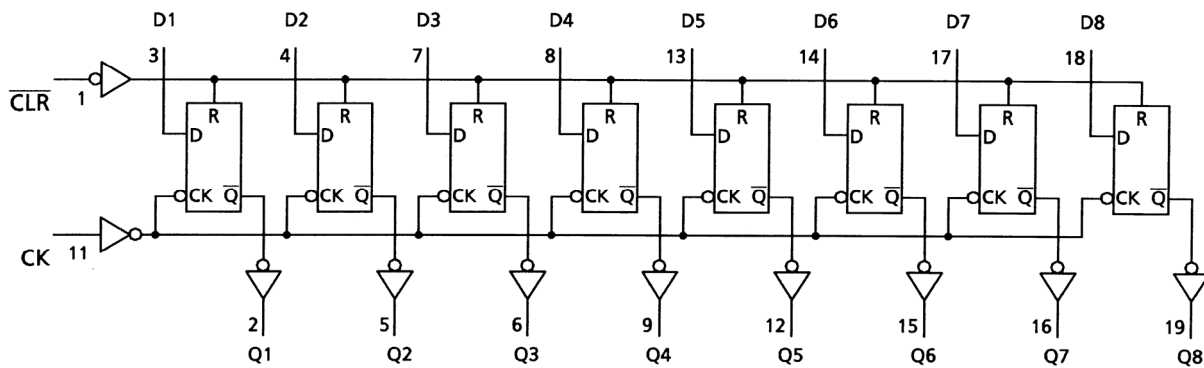 D1 D2 D3 D4 D5 D6 D7 D8
3 4 7 8 13 14 17 18
C̅L̅R̅ 1
R R R R R R R R
D D D D D D D D
CK Q̅ CK Q̅ CK Q̅ CK Q̅ CK Q̅ CK Q̅ CK Q̅ CK Q̅
CK 11
2 5 6 9 12 15 16 19
Q1 Q2 Q3 Q4 Q5 Q6 Q7 Q8